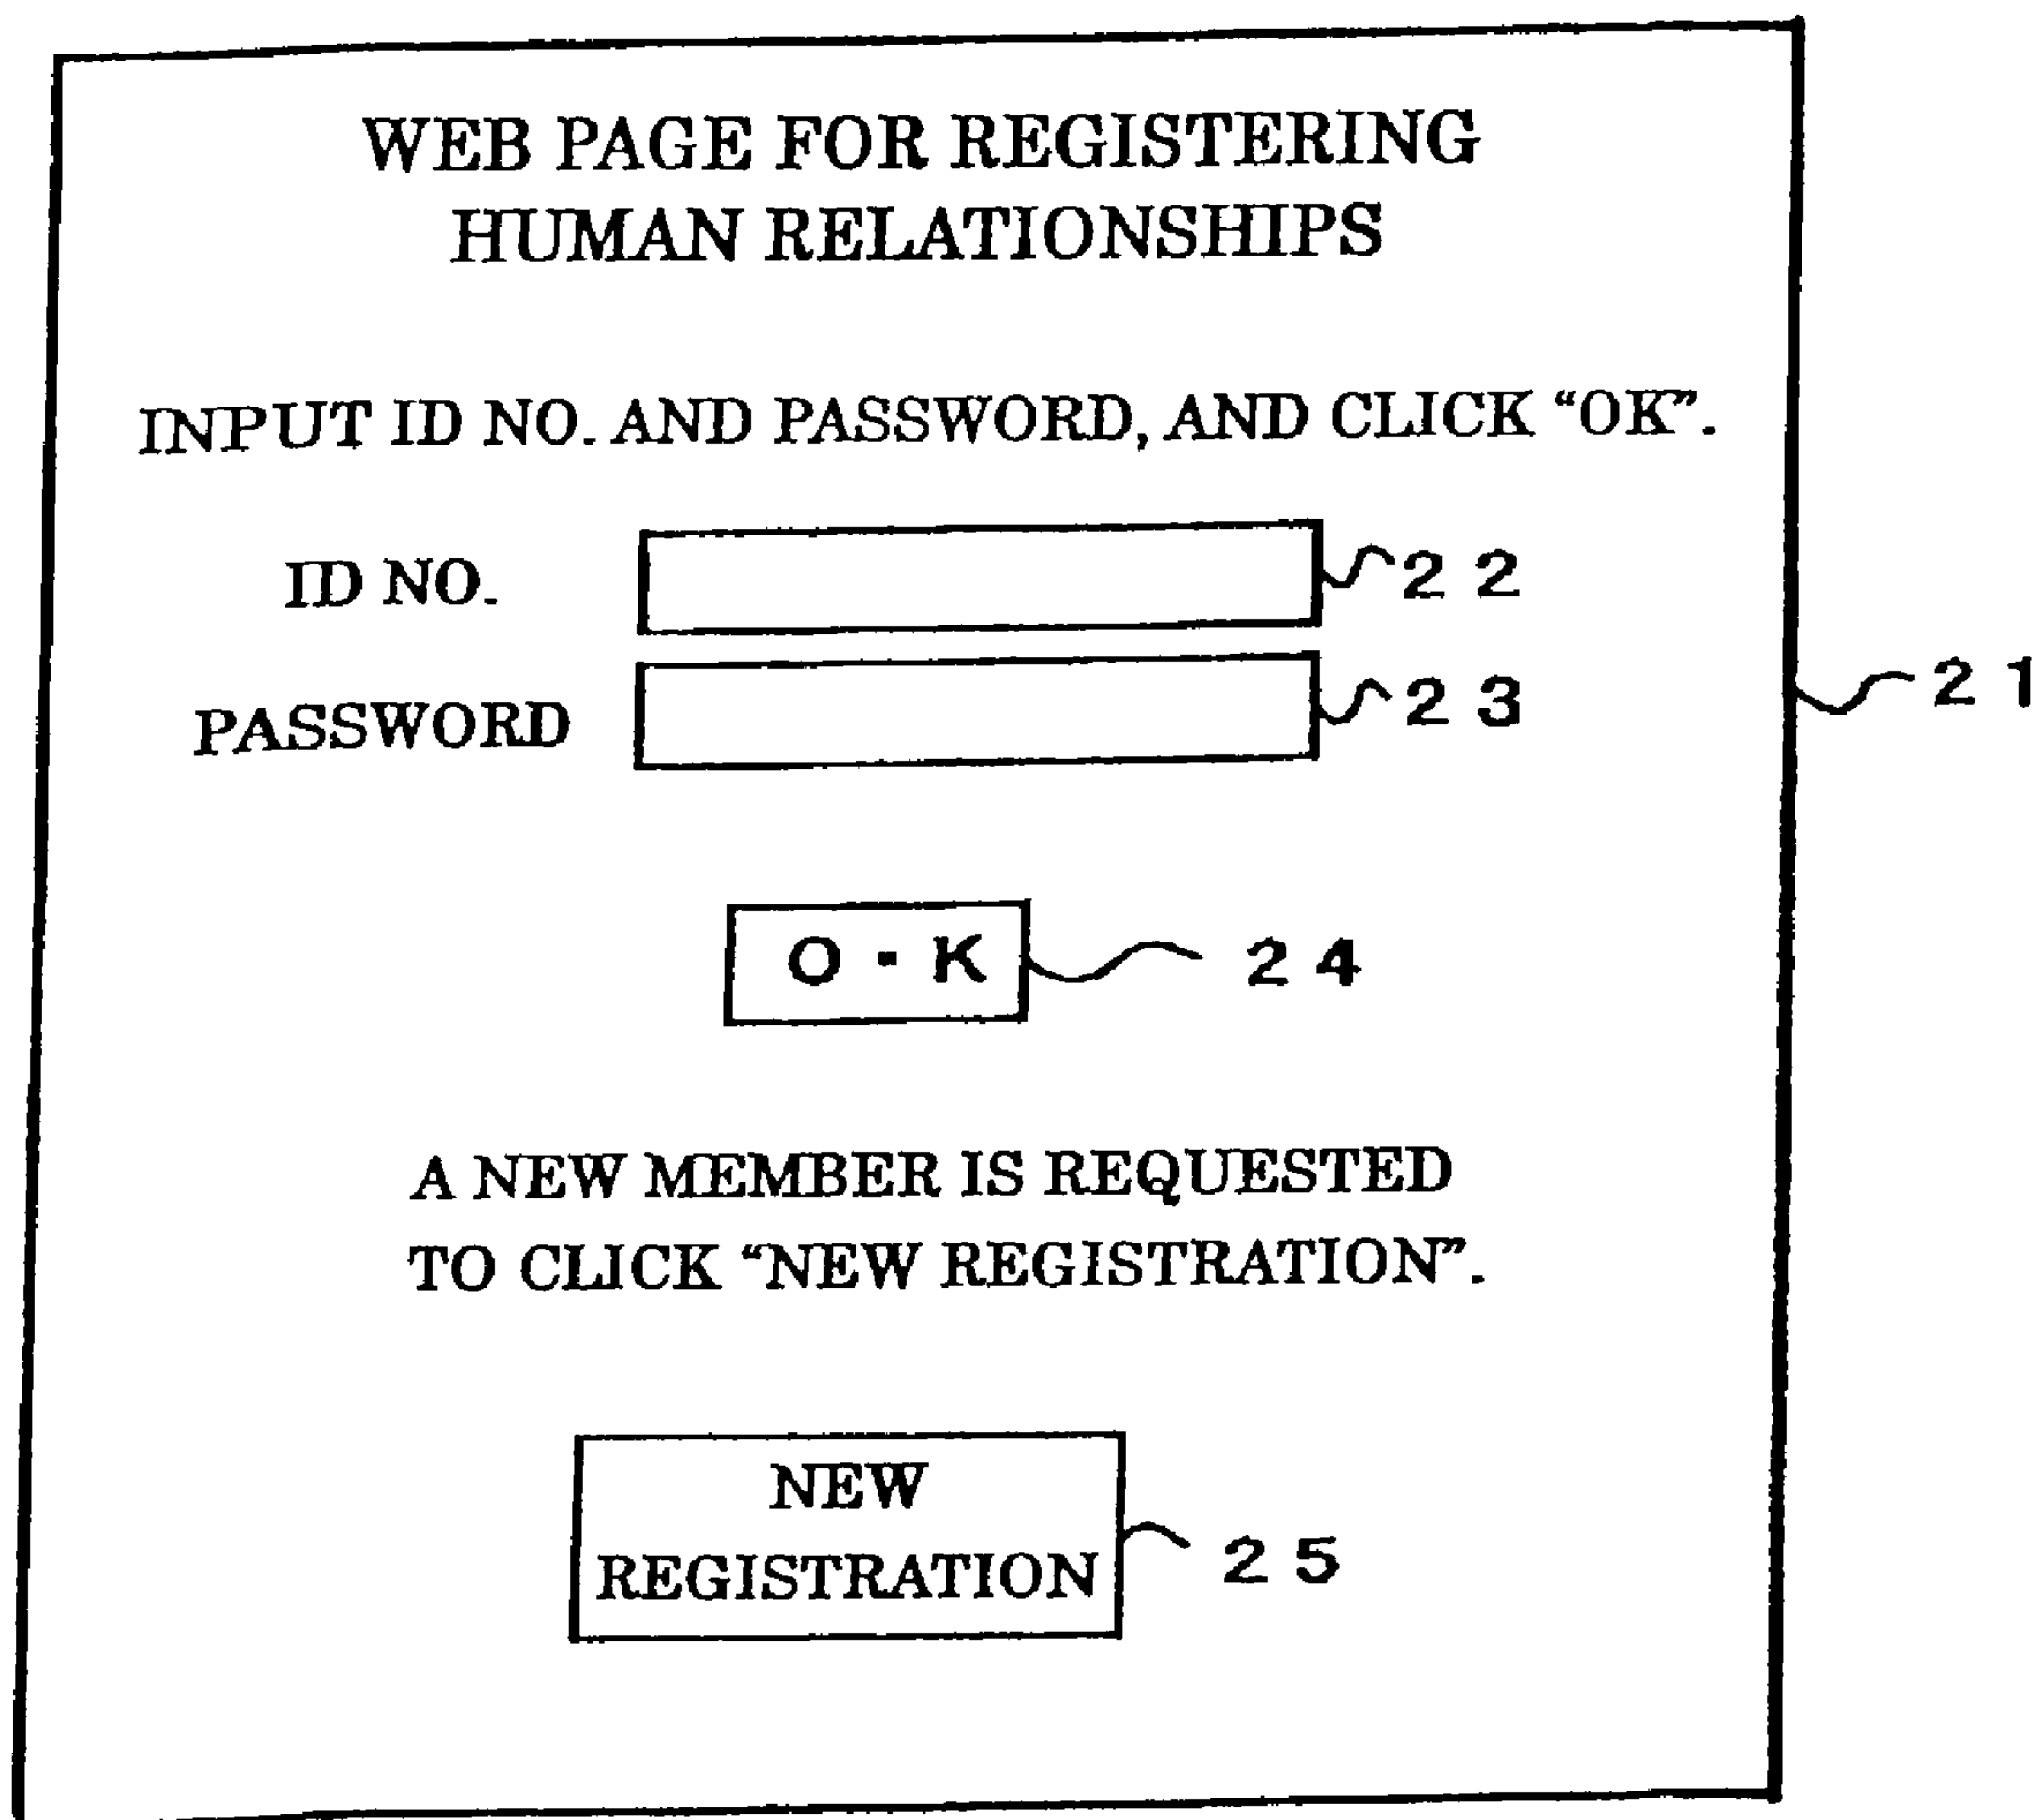 WEB PAGE FOR REGISTERING
HUMAN RELATIONSHIPS
INPUT ID NO. AND PASSWORD, AND CLICK “OK”.
ID NO. 22
PASSWORD 23
21
O・K 24
A NEW MEMBER IS REQUESTED
TO CLICK “NEW REGISTRATION”.
NEW
REGISTRATION 25